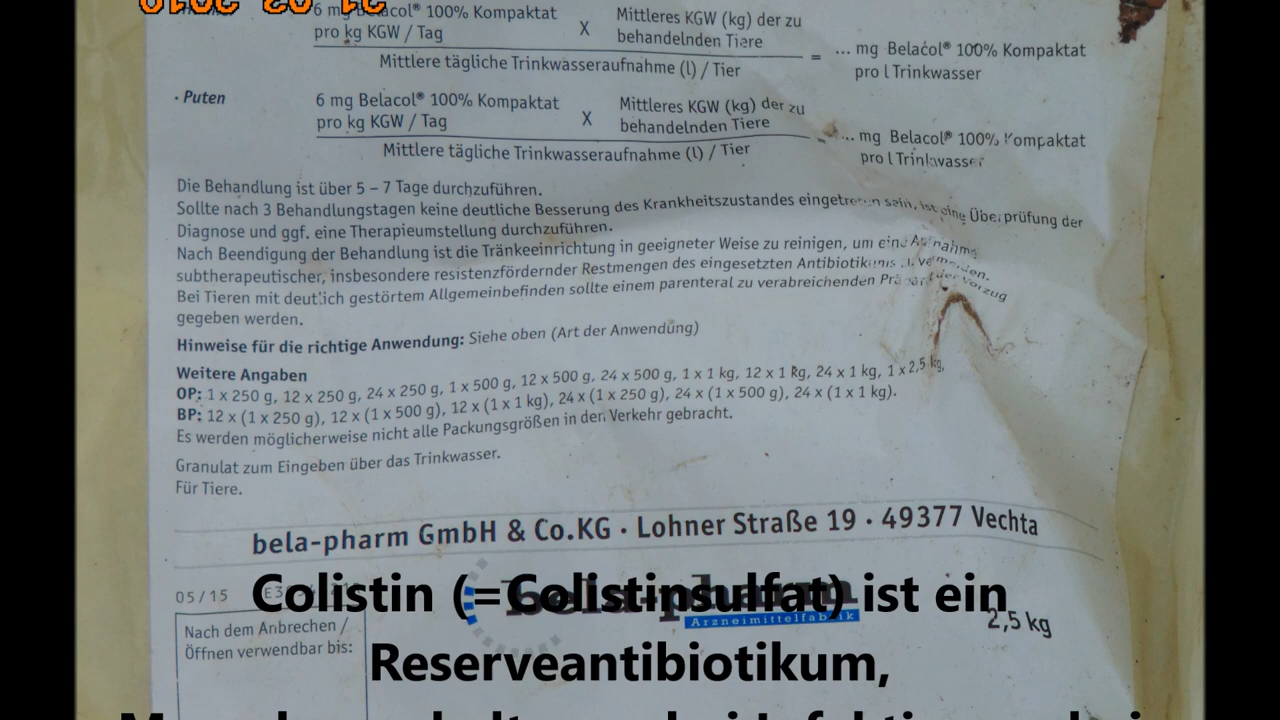 6 mg Belacol® 100% Kompaktat
pro kg KGW / Tag
X
Mittleres KGW (kg) der zu
behandelnden Tiere
Mittlere tägliche Trinkwasseraufnahme (l) / Tier
=
... mg Belacol® 100% Kompaktat
pro l Trinkwasser
· Puten
6 mg Belacol® 100% Kompaktat
pro kg KGW / Tag
X
Mittleres KGW (kg) der zu
behandelnden Tiere
Mittlere tägliche Trinkwasseraufnahme (l) / Tier
... mg Belacol® 100% Kompaktat
pro l Trinkwasser
Die Behandlung ist über 5 – 7 Tage durchzuführen.
Sollte nach 3 Behandlungstagen keine deutliche Besserung des Krankheitszustandes eingetreten sein, ist eine Überprüfung der
Diagnose und ggf. eine Therapieumstellung durchzuführen.
Nach Beendigung der Behandlung ist die Tränkeeinrichtung in geeigneter Weise zu reinigen, um eine Aufnahme
subtherapeutischer, insbesondere resistenzfördernder Restmengen des eingesetzten Antibiotikums zu vermeiden.
Bei Tieren mit deutlich gestörtem Allgemeinbefinden sollte einem parenteral zu verabreichenden Präparat der Vorzug
gegeben werden.
Hinweise für die richtige Anwendung: Siehe oben (Art der Anwendung)
Weitere Angaben
OP: 1 x 250 g, 12 x 250 g, 24 x 250 g, 1 x 500 g, 12 x 500 g, 24 x 500 g, 1 x 1 kg, 12 x 1 kg, 24 x 1 kg, 1 x 2,5 kg,
BP: 12 x (1 x 250 g), 12 x (1 x 500 g), 12 x (1 x 1 kg), 24 x (1 x 250 g), 24 x (1 x 500 g), 24 x (1 x 1 kg).
Es werden möglicherweise nicht alle Packungsgrößen in den Verkehr gebracht.
Granulat zum Eingeben über das Trinkwasser.
Für Tiere.
bela-pharm GmbH & Co.KG · Lohner Straße 19 · 49377 Vechta
05/15
bela-pharm
Arzneimittelfabrik
2,5 kg
Colistin (=Colistinsulfat) ist ein
Nach dem Anbrechen /
Öffnen verwendbar bis:
Reserveantibiotikum,